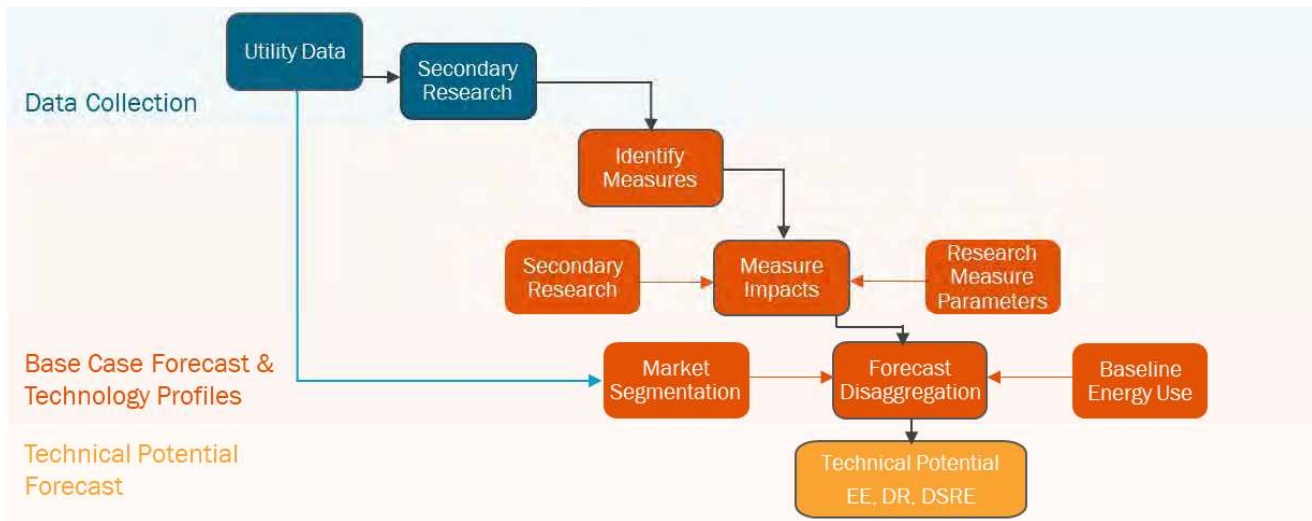 Utility Data
Secondary
Research
Data Collection
Identify
Measures
Secondary
Research
Measure
Impacts
Research
Measure
Parameters
Base Case Forecast &
Technology Profiles
Market
Segmentation
Forecast
Disaggregation
Baseline
Energy Use
Technical Potential
Forecast
Technical Potential
EE, DR, DSRE